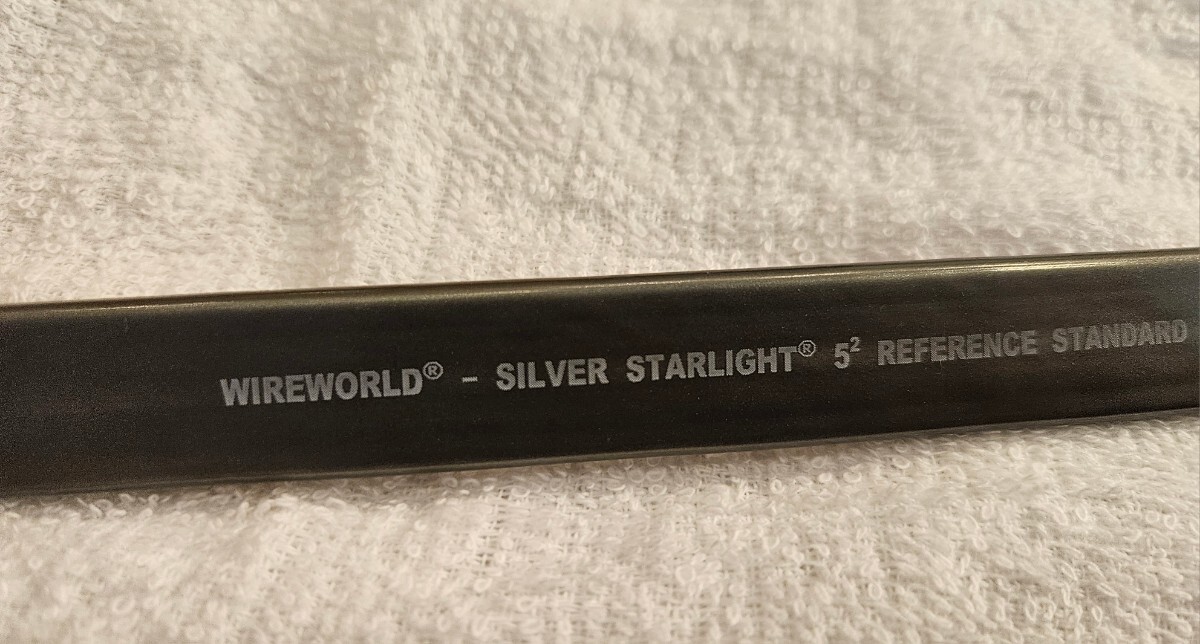 WIREWORLD® - SILVER STARLIGHT® 5² REFERENCE STANDARD